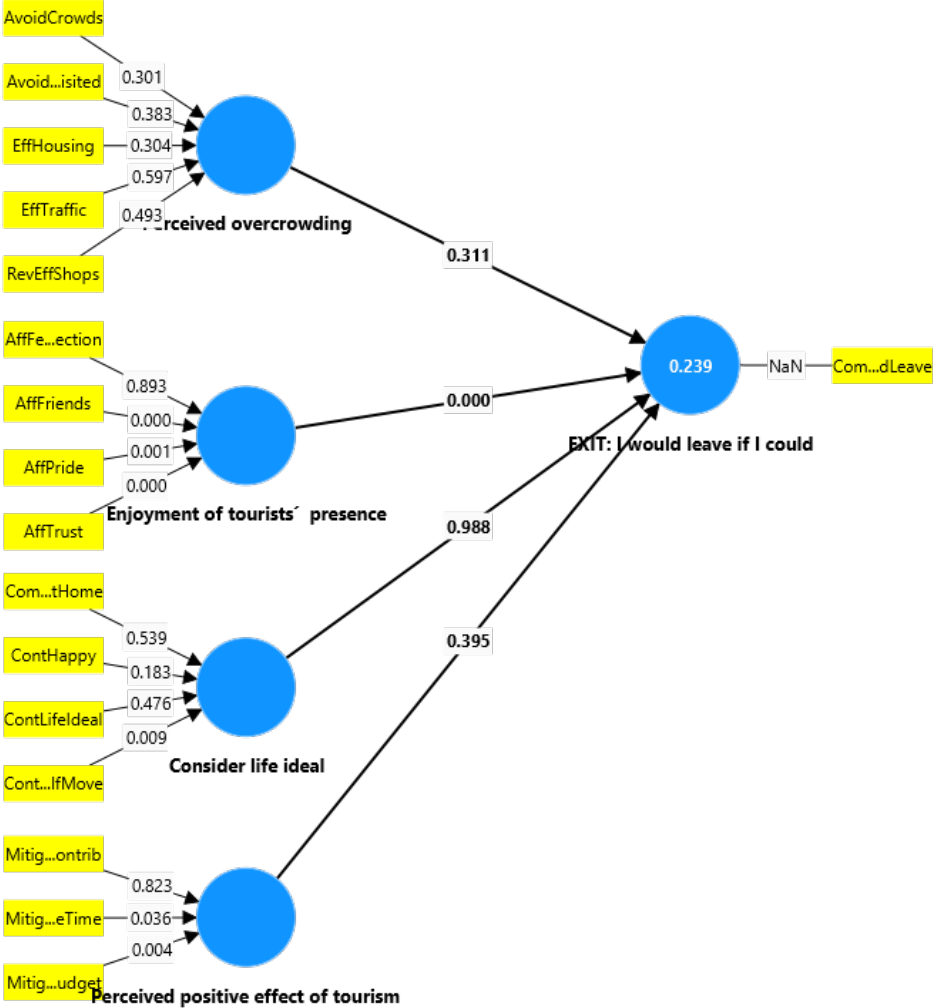 AvoidCrowds
0.301
Avoid...isited
0.383
EffHousing
0.304
0.597
EffTraffic
0.493
Perceived overcrowding
RevEffShops
0.311
AffFe...ection
0.893
AffFriends
0.000
0.001
AffPride
0.000
AffTrust
Enjoyment of tourists´ presence
0.000
0.239
NaN
Com...dLeave
EXIT: I would leave if I could
Com...tHome
0.539
ContHappy
0.183
0.476
ContLifeIdeal
0.009
Consider life ideal
Cont...IfMove
0.988
0.395
Mitig...ontrib
0.823
Mitig...eTime
0.036
0.004
Mitig...udget
Perceived positive effect of tourism